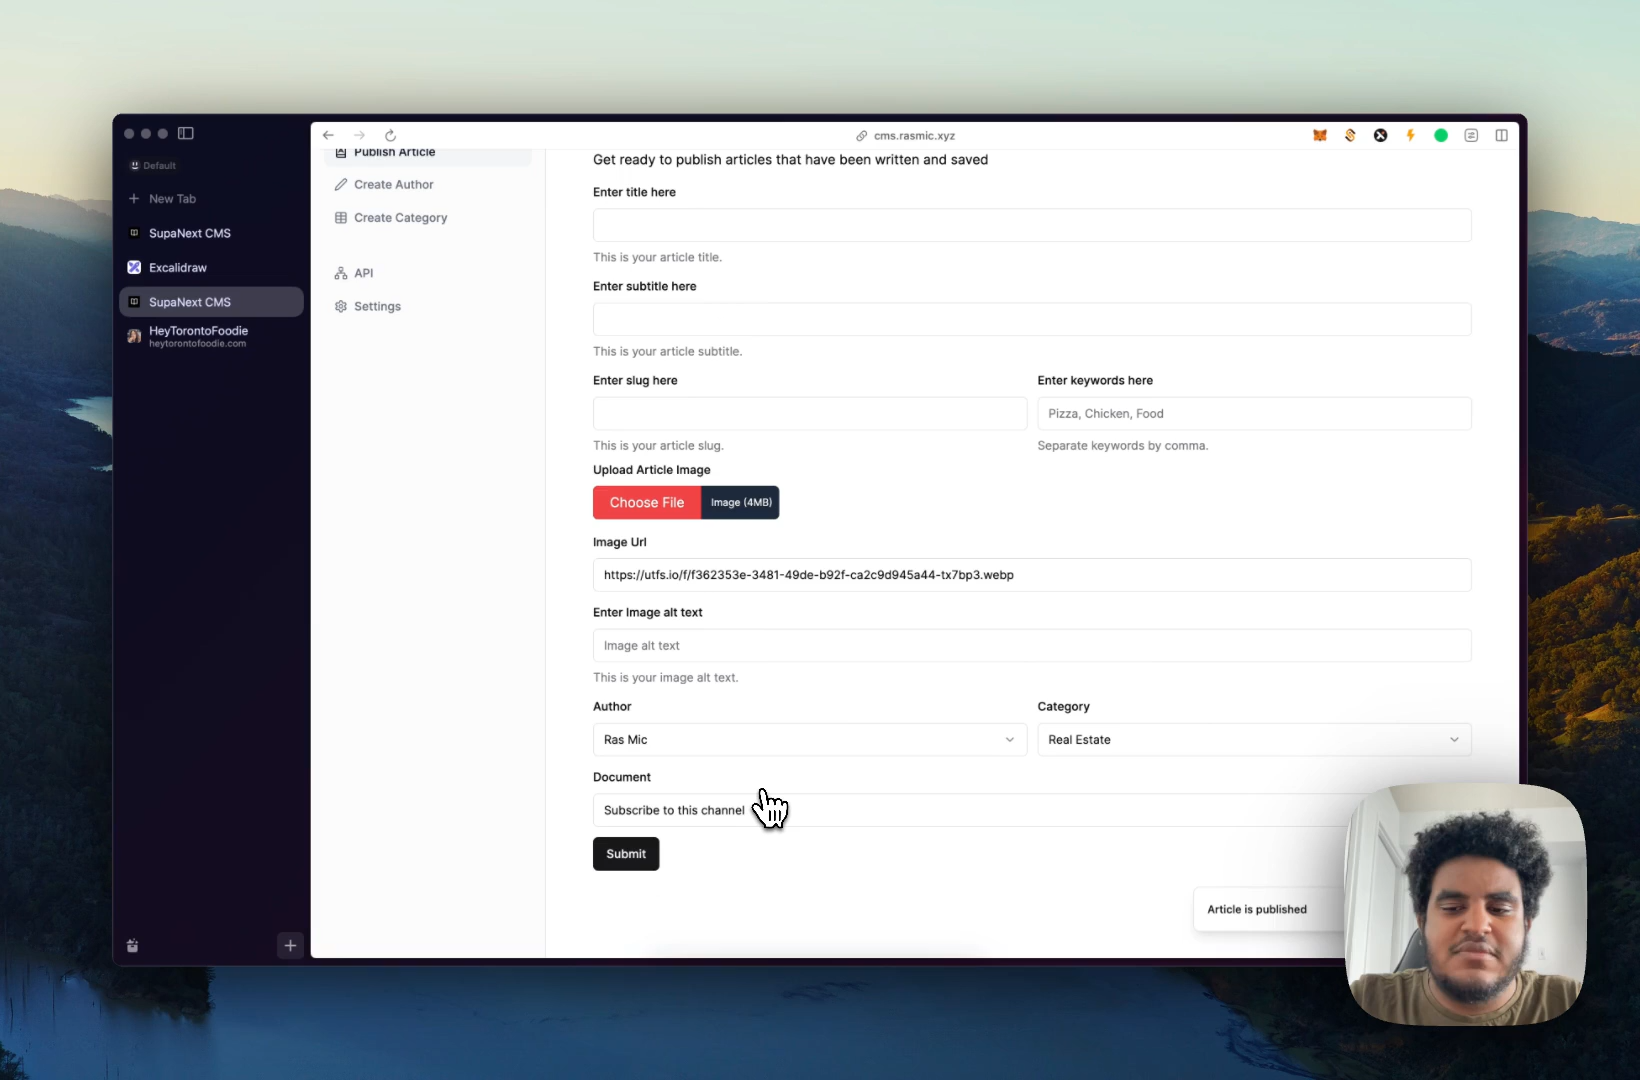 Default
cms.rasmic.xyz
New Tab
SupaNext CMS
Excalidraw
SupaNext CMS
HeyTorontoFoodie
heytorontofoodie.com
Publish Article
Create Author
Create Category
API
Settings
Get ready to publish articles that have been written and saved
Enter title here
This is your article title.
Enter subtitle here
This is your article subtitle.
Enter slug here
This is your article slug.
Enter keywords here
Pizza, Chicken, Food
Separate keywords by comma.
Upload Article Image
Choose File
Image (4MB)
Image Url
https://utfs.io/f/f362353e-3481-49de-b92f-ca2c9d945a44-tx7bp3.webp
Enter Image alt text
Image alt text
This is your image alt text.
Author
Ras Mic
Category
Real Estate
Document
Subscribe to this channel
Submit
Article is published